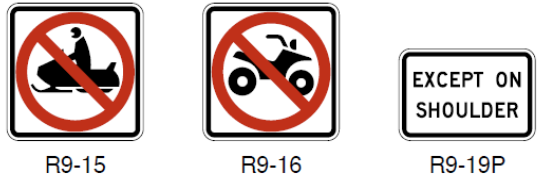 EXCEPT ON
SHOULDER
R9-15
R9-16
R9-19P